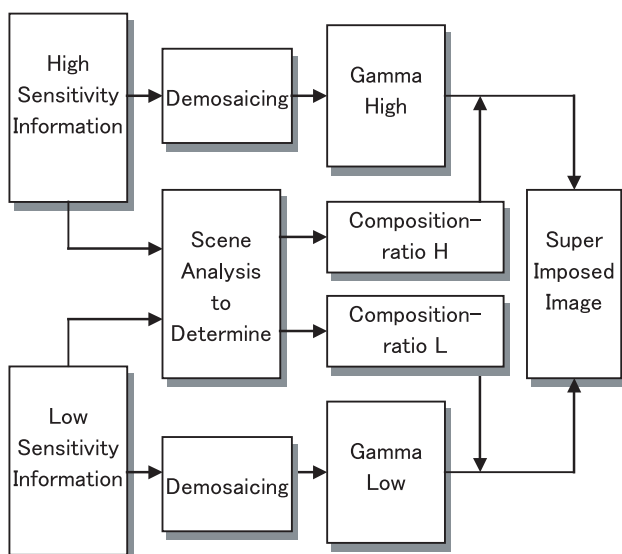 High
Sensitivity
Information
Demosaicing
Gamma
High
Scene
Analysis
to
Determine
Composition−
ratio H
Composition−
ratio L
Super
Imposed
Image
Low
Sensitivity
Information
Demosaicing
Gamma
Low